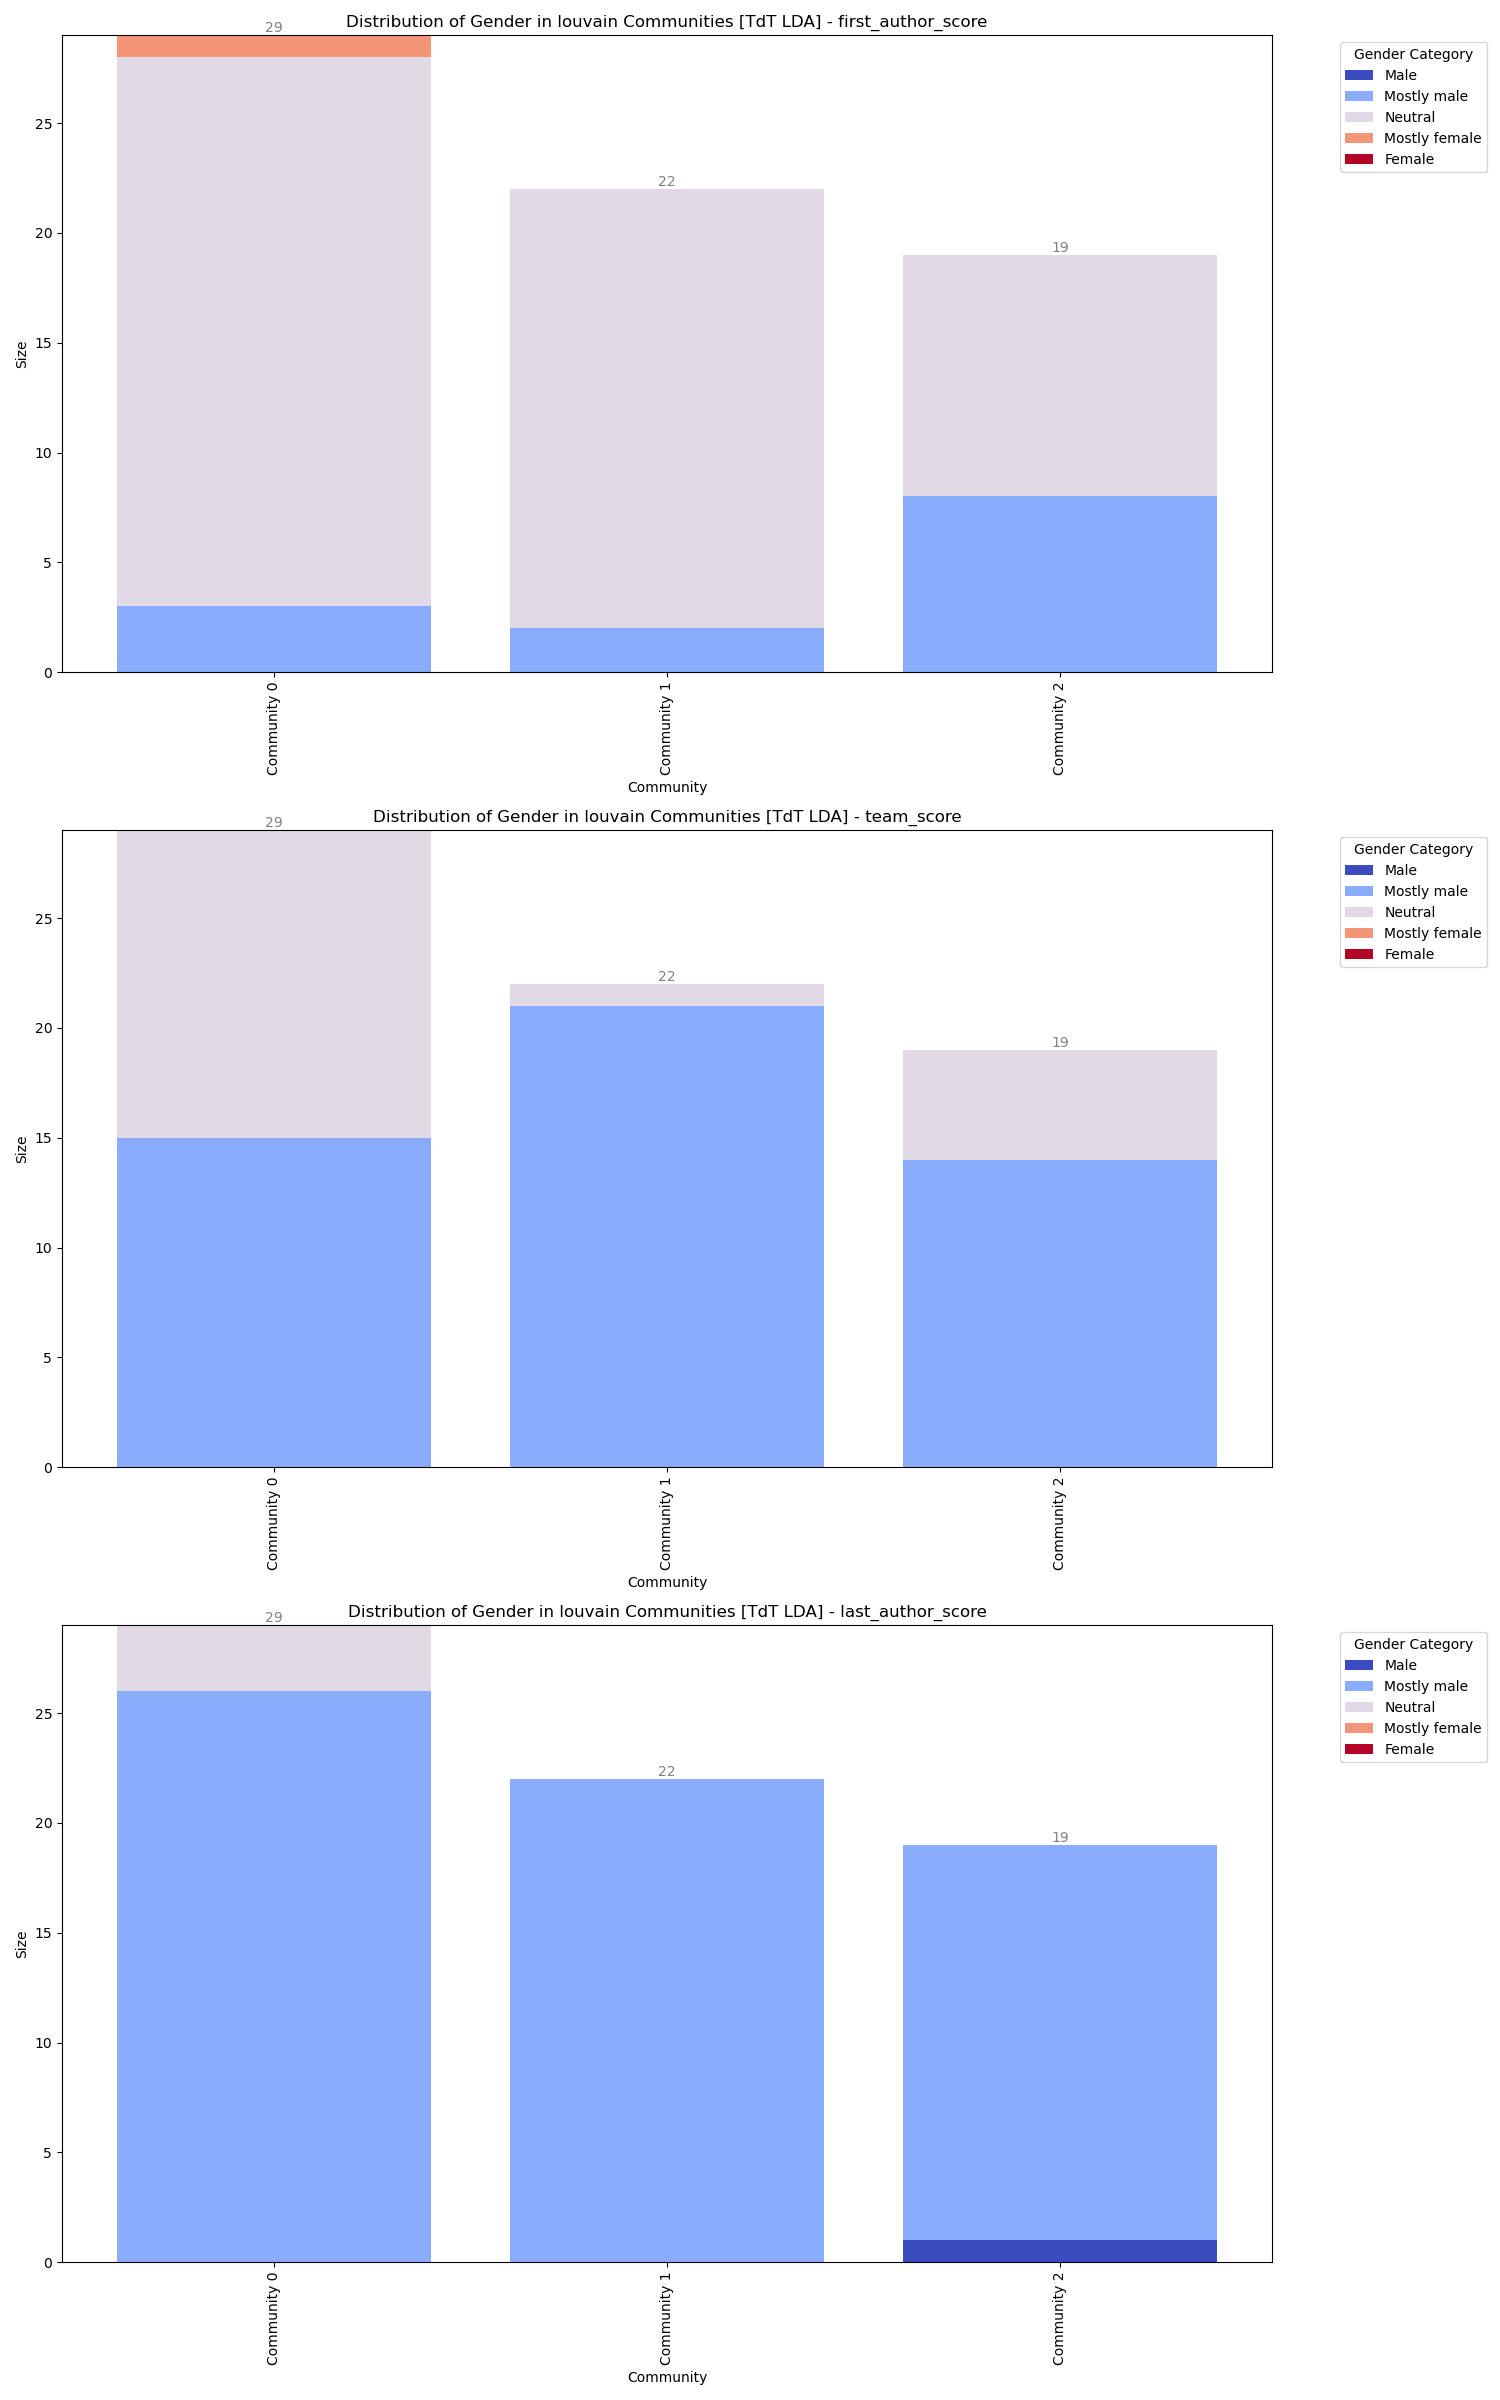 Distribution of Gender in louvain Communities [TdT LDA] - first_author_score
29
22
19
25
20
15
10
5
0
Size
Community 0
Community 1
Community 2
Community
Gender Category
Male
Mostly male
Neutral
Mostly female
Female
Distribution of Gender in louvain Communities [TdT LDA] - team_score
29
22
19
25
20
15
10
5
0
Size
Community 0
Community 1
Community 2
Community
Gender Category
Male
Mostly male
Neutral
Mostly female
Female
Distribution of Gender in louvain Communities [TdT LDA] - last_author_score
29
22
19
25
20
15
10
5
0
Size
Community 0
Community 1
Community 2
Community
Gender Category
Male
Mostly male
Neutral
Mostly female
Female